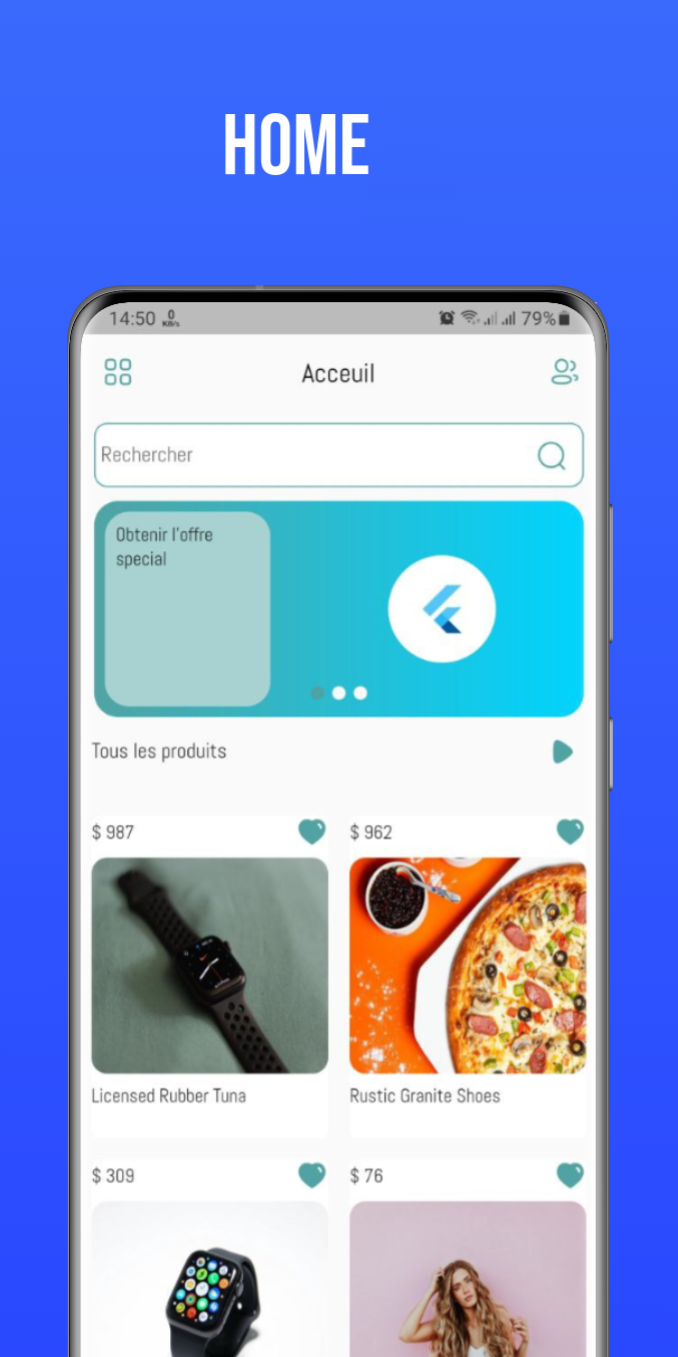 HOME
14:50 0 KB/s 79%
Acceuil
Rechercher
Obtenir l'offre
special
Tous les produits
$ 987
$ 962
Licensed Rubber Tuna
Rustic Granite Shoes
$ 309
$ 76